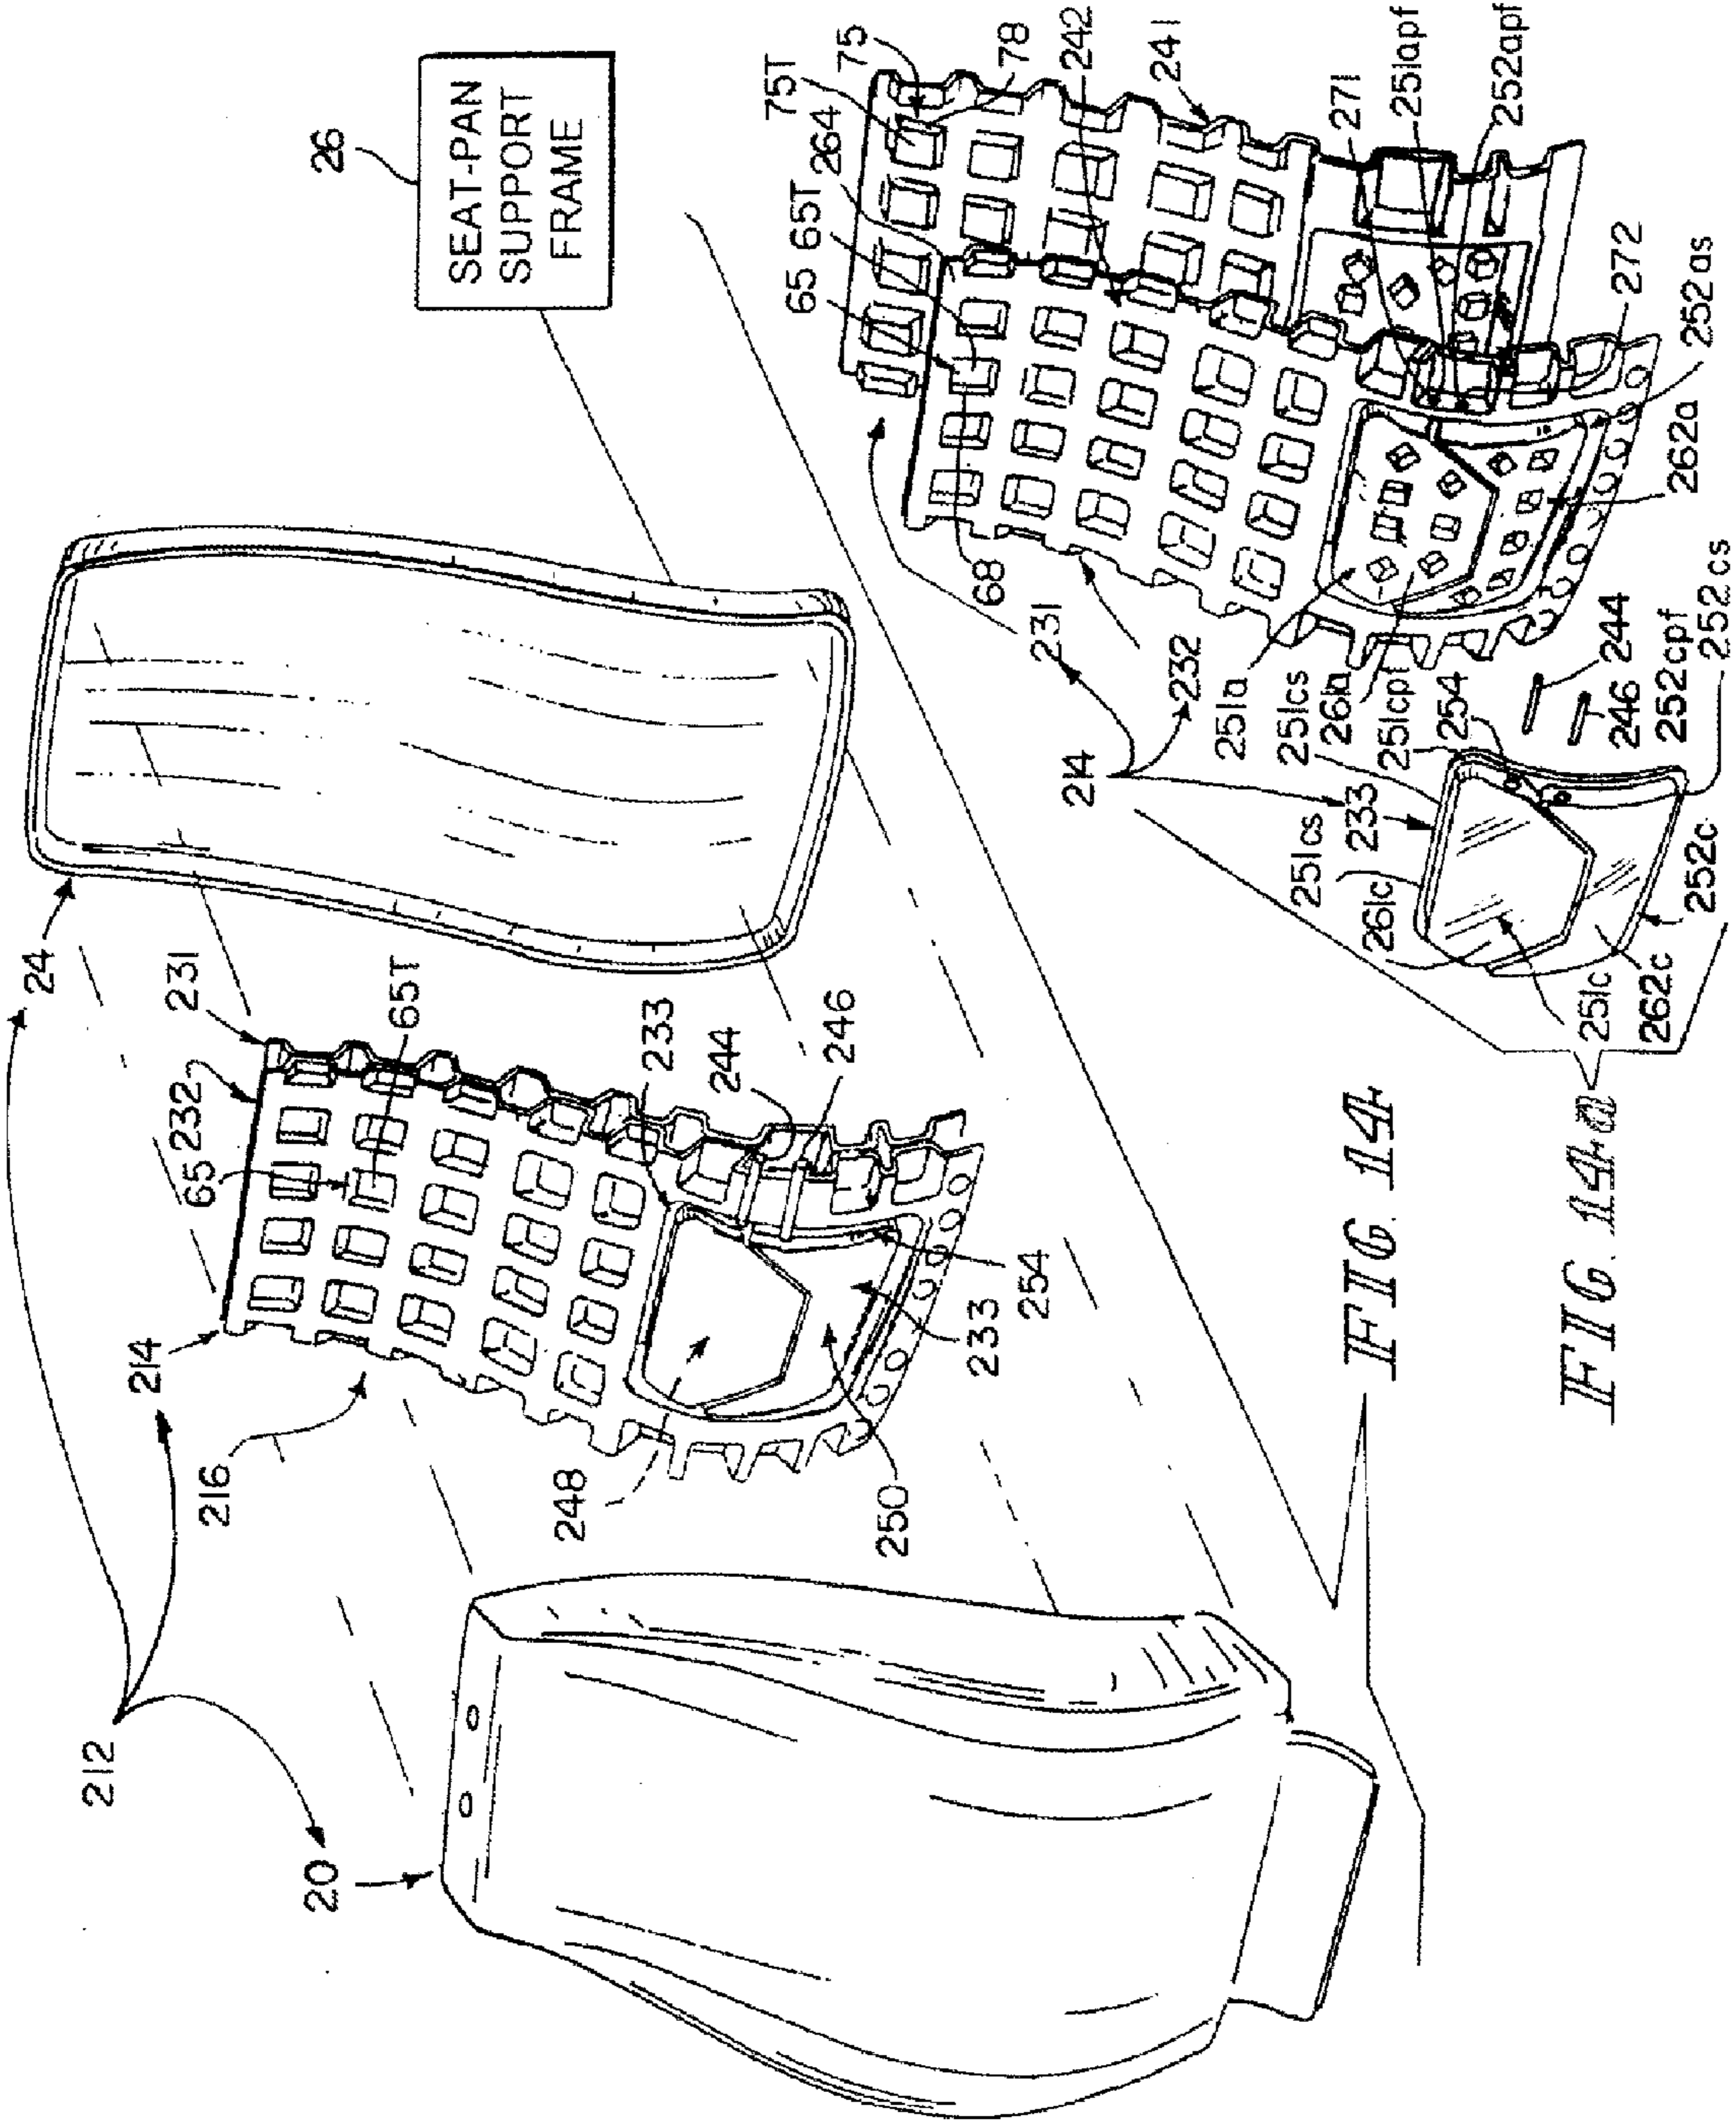 26
SEAT-PAN
SUPPORT
FRAME
24
212
214
231
232
65
65T
216
233
244
246
248
250
233
254
20
FIG. 14
75
75T
78
264
65T
65
242
241
271
251apf
252apf
272
252as
262a
68
231
232
214
251a
251cs
261a
251cpf
254
244
246
252cpf
252cs
233
251cs
261c
251c
262c
252c
FIG. 14a